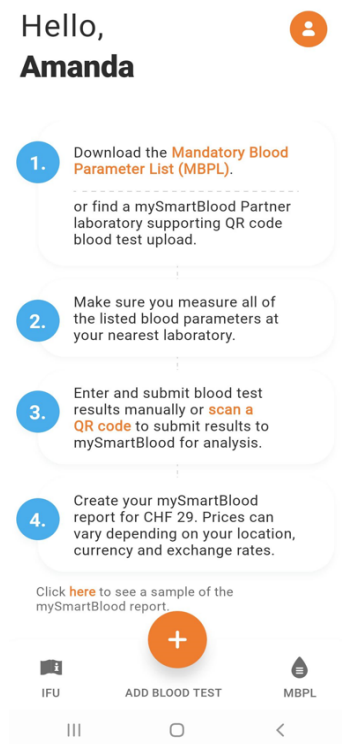 Hello,
Amanda
1.
Download the Mandatory Blood
Parameter List (MBPL).
or find a mySmartBlood Partner
laboratory supporting QR code
blood test upload.
2.
Make sure you measure all of
the listed blood parameters at
your nearest laboratory.
3.
Enter and submit blood test
results manually or scan a
QR code to submit results to
mySmartBlood for analysis.
4.
Create your mySmartBlood
report for CHF 29. Prices can
vary depending on your location,
currency and exchange rates.
Click here to see a sample of the
mySmartBlood report.
+
IFU
ADD BLOOD TEST
MBPL